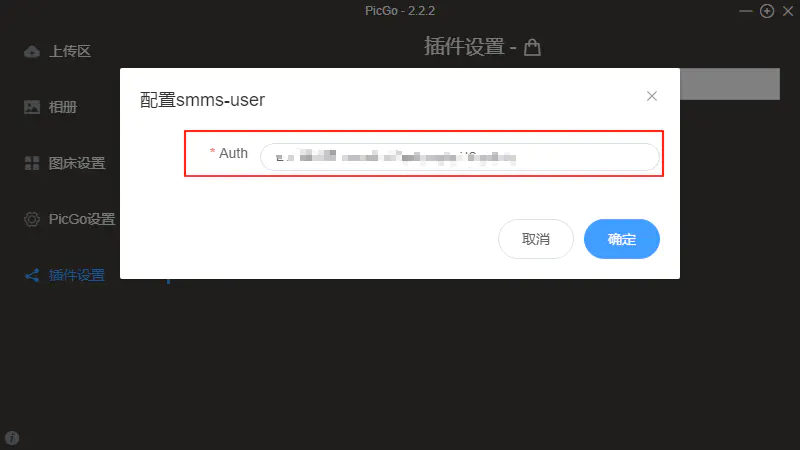 PicGo - 2.2.2
上传区
相册
图床设置
PicGo设置
插件设置
插件设置 -
配置smms-user
* Auth
取消
确定